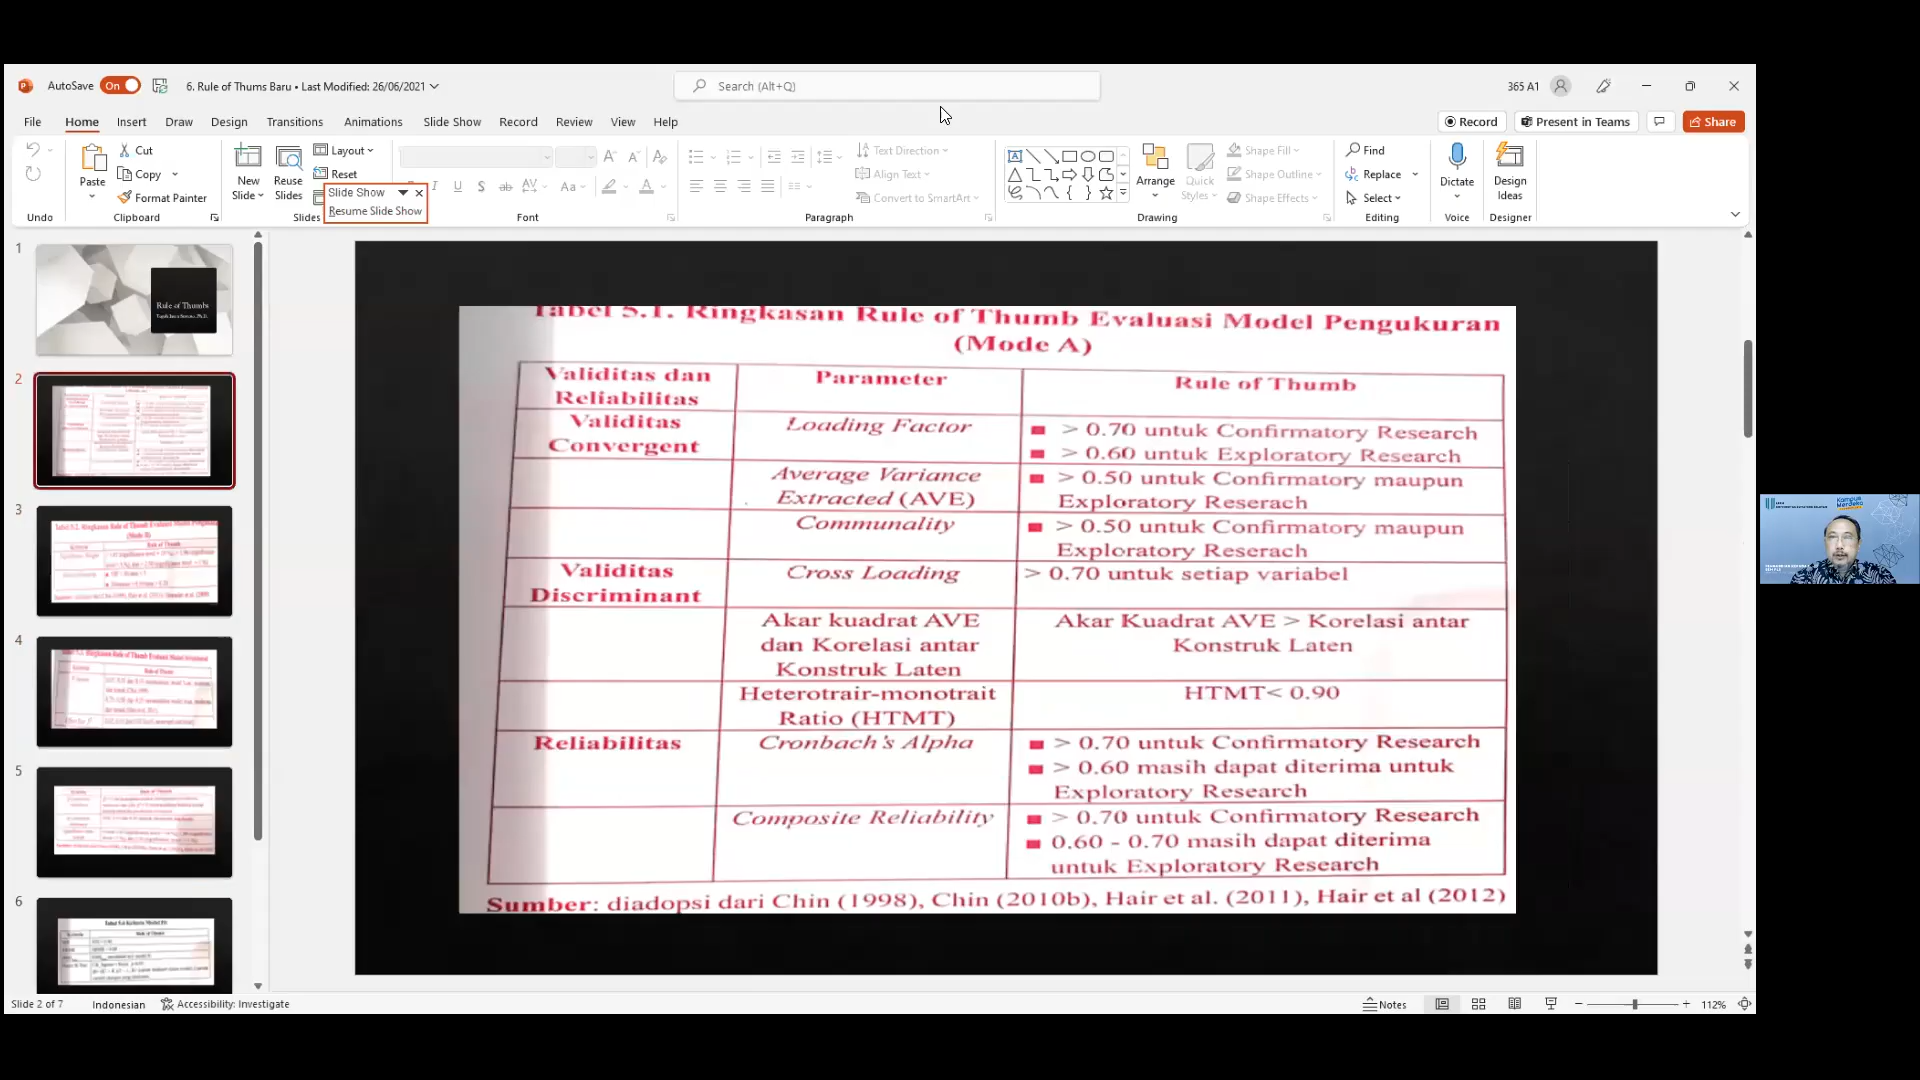 AutoSave On 6. Rule of Thums Baru • Last Modified: 26/06/2021 Search (Alt+Q) 365 A1
File Home Insert Draw Design Transitions Animations Slide Show Record Review View Help Record Present in Teams Share
Paste Cut Copy Format Painter New Slide Reuse Slides Layout Reset
Slide Show
Resume Slide Show
Text Direction Align Text Convert to SmartArt
Arrange Quick Styles Shape Fill Shape Outline Shape Effects
Find Replace Select Dictate Design Ideas
Undo Clipboard Slides Font Paragraph Drawing Editing Voice Designer
1
Rule of Thumbs
2
3
4
5
6
Tabel 5.1. Ringkasan Rule of Thumb Evaluasi Model Pengukuran
(Mode A)
Validitas dan Reliabilitas Parameter Rule of Thumb
Validitas Convergent Loading Factor > 0.70 untuk Confirmatory Research
> 0.60 untuk Exploratory Research
Average Variance Extracted (AVE) > 0.50 untuk Confirmatory maupun
Exploratory Reserach
Communality > 0.50 untuk Confirmatory maupun
Exploratory Reserach
Validitas Discriminant Cross Loading > 0.70 untuk setiap variabel
Akar kuadrat AVE dan Korelasi antar Konstruk Laten Akar Kuadrat AVE > Korelasi antar
Konstruk Laten
Heterotrair-monotrait Ratio (HTMT) HTMT< 0.90
Reliabilitas Cronbach's Alpha > 0.70 untuk Confirmatory Research
> 0.60 masih dapat diterima untuk
Exploratory Research
Composite Reliability > 0.70 untuk Confirmatory Research
0.60 - 0.70 masih dapat diterima
untuk Exploratory Research
Sumber: diadopsi dari Chin (1998), Chin (2010b), Hair et al. (2011), Hair et al (2012)
Kampus Merdeka
Slide 2 of 7 Indonesian Accessibility: Investigate Notes 112%